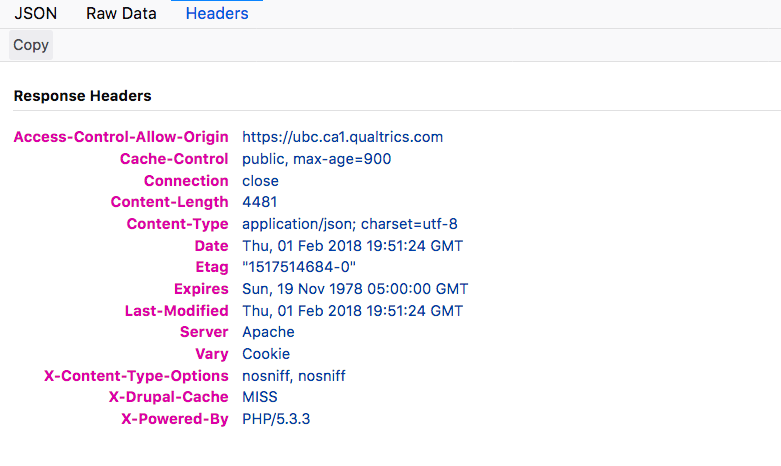 JSON Raw Data Headers
Copy
Response Headers
Access-Control-Allow-Origin https://ubc.ca1.qualtrics.com
Cache-Control public, max-age=900
Connection close
Content-Length 4481
Content-Type application/json; charset=utf-8
Date Thu, 01 Feb 2018 19:51:24 GMT
Etag "1517514684-0"
Expires Sun, 19 Nov 1978 05:00:00 GMT
Last-Modified Thu, 01 Feb 2018 19:51:24 GMT
Server Apache
Vary Cookie
X-Content-Type-Options nosniff, nosniff
X-Drupal-Cache MISS
X-Powered-By PHP/5.3.3